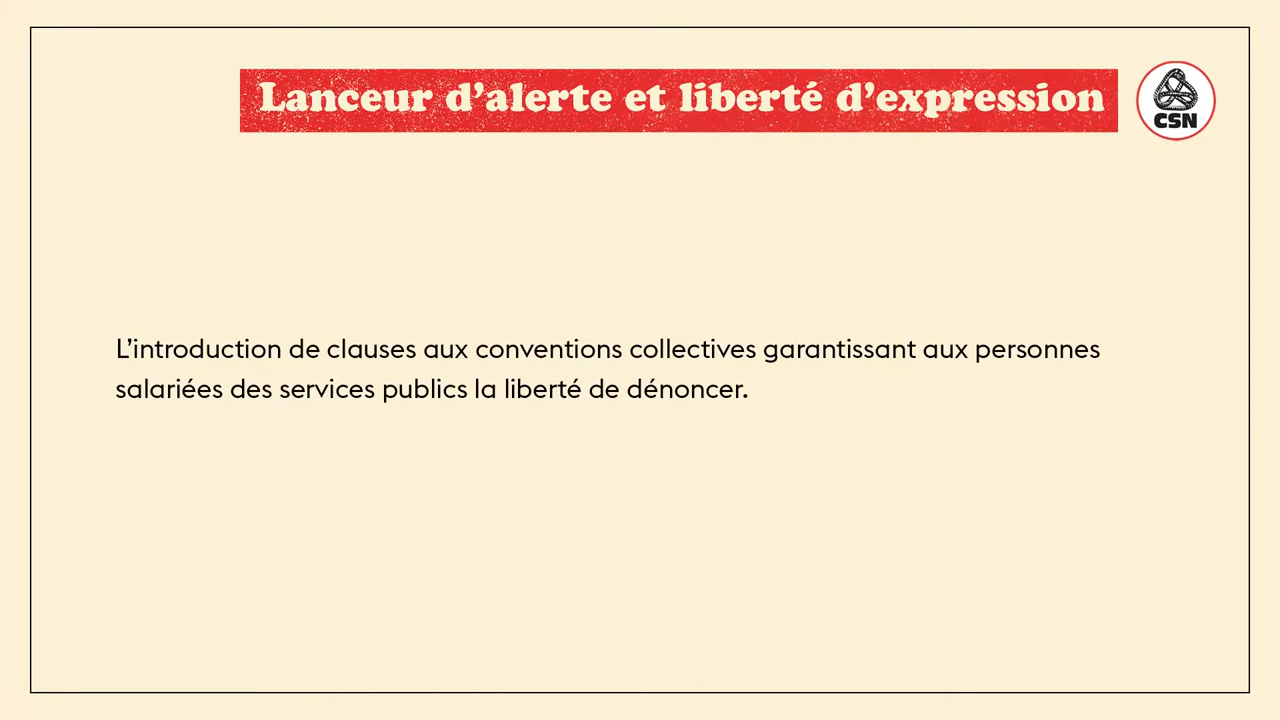 Lanceur d’alerte et liberté d’expression
CSN
L’introduction de clauses aux conventions collectives garantissant aux personnes
salariées des services publics la liberté de dénoncer.